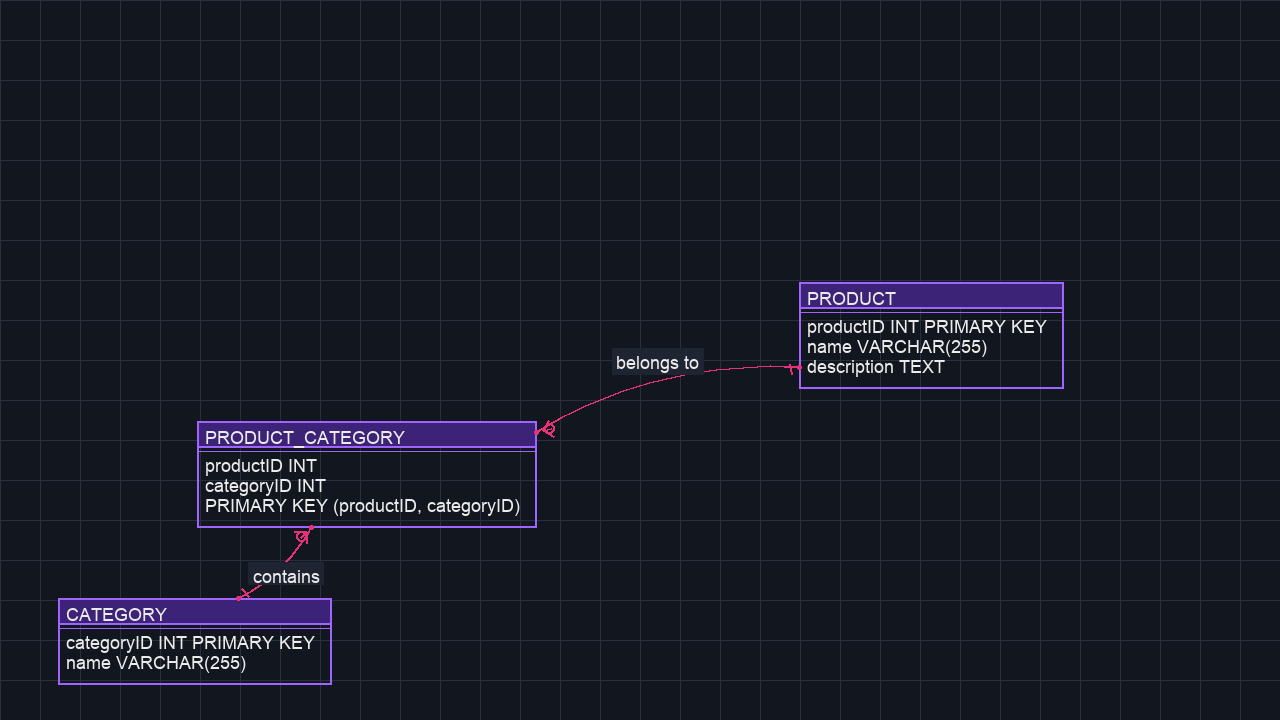 PRODUCT
productID INT PRIMARY KEY
name VARCHAR(255)
description TEXT
belongs to
PRODUCT_CATEGORY
productID INT
categoryID INT
PRIMARY KEY (productID, categoryID)
contains
CATEGORY
categoryID INT PRIMARY KEY
name VARCHAR(255)